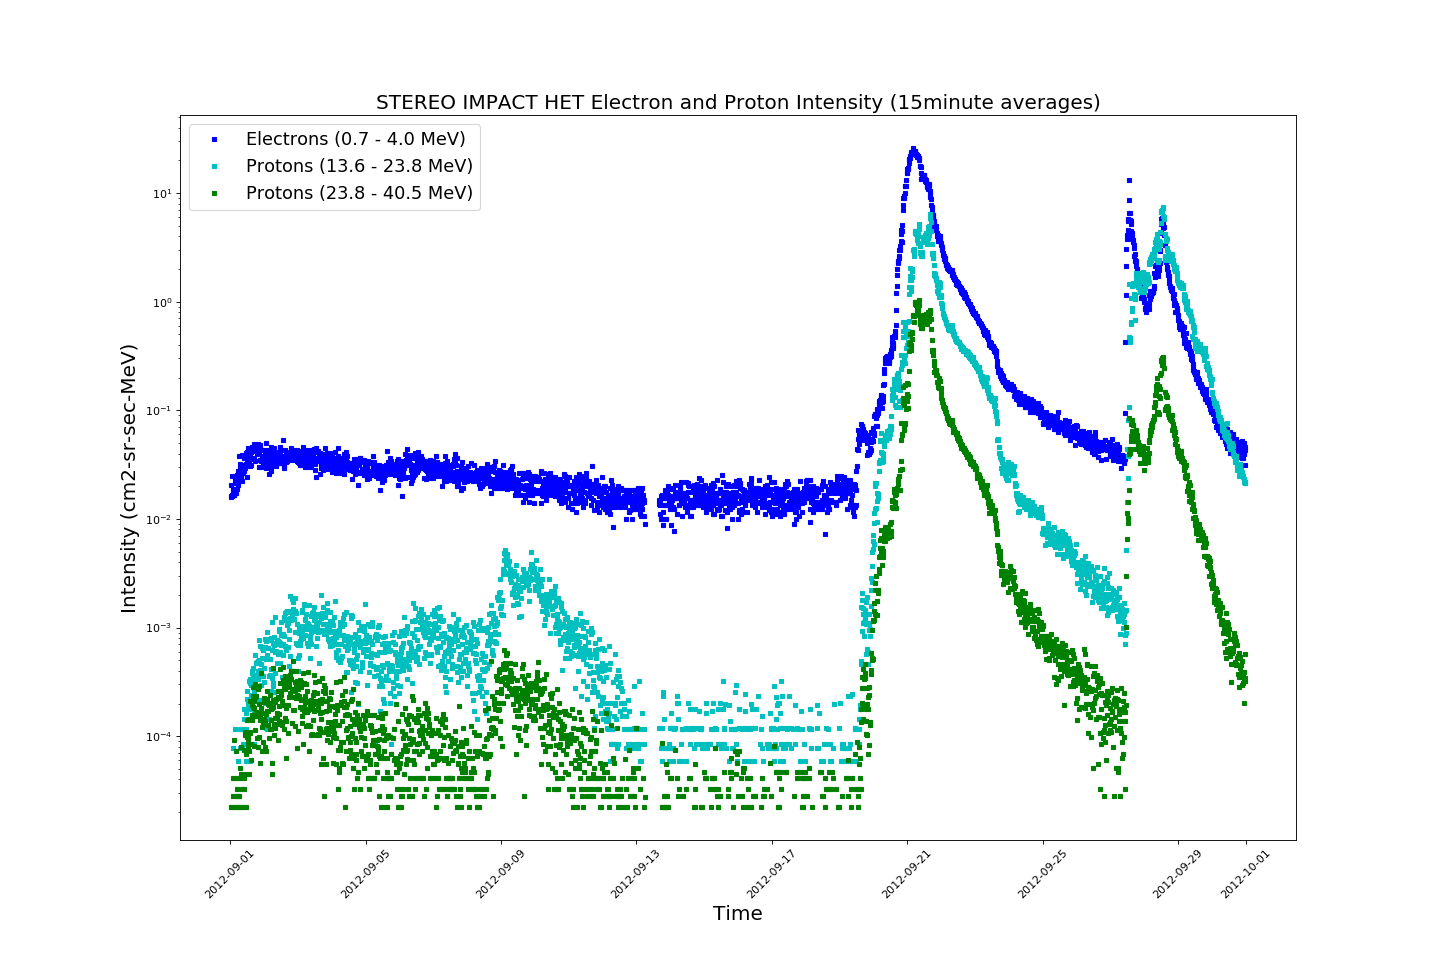 STEREO IMPACT HET Electron and Proton Intensity (15minute averages)
Electrons (0.7 - 4.0 MeV)
Protons (13.6 - 23.8 MeV)
Protons (23.8 - 40.5 MeV)
Intensity (cm2-sr-sec-MeV)
10¹
10⁰
10⁻¹
10⁻²
10⁻³
10⁻⁴
2012-09-01
2012-09-05
2012-09-09
2012-09-13
2012-09-17
2012-09-21
2012-09-25
2012-09-29
2012-10-01
Time